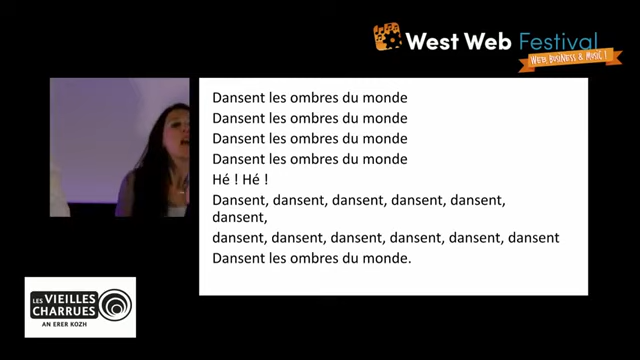 West Web Festival
WEB, BUSINESS & MUSIC !
Dansent les ombres du monde
Dansent les ombres du monde
Dansent les ombres du monde
Dansent les ombres du monde
Hé ! Hé !
Dansent, dansent, dansent, dansent, dansent,
dansent,
dansent, dansent, dansent, dansent, dansent, dansent
Dansent les ombres du monde.
LES VIEILLES
CHARRUES
AN ERER KOZH